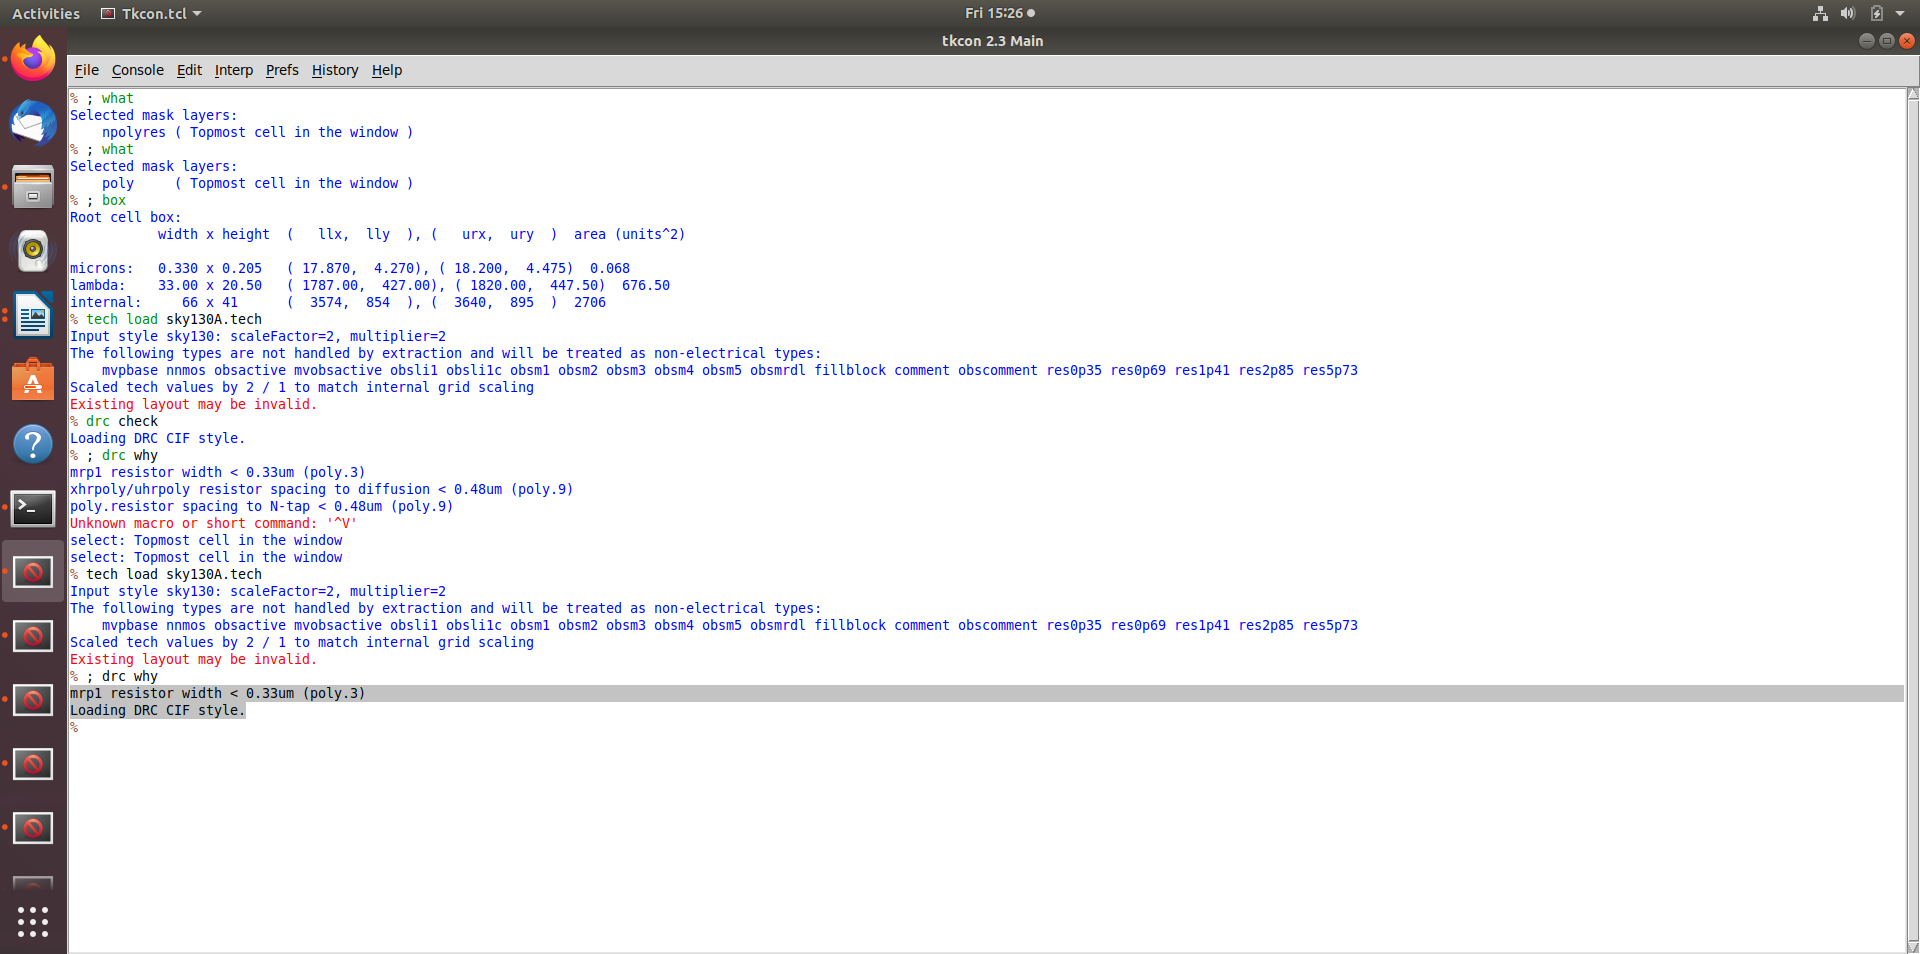 Activities Tkcon.tcl Fri 15:26
tkcon 2.3 Main
File Console Edit Interp Prefs History Help
% ; what
Selected mask layers:
    npolyres ( Topmost cell in the window )
% ; what
Selected mask layers:
    poly     ( Topmost cell in the window )
% ; box
Root cell box:
           width x height  (   llx,  lly  ), (   urx,  ury  )  area (units^2)
microns:   0.330 x 0.205   ( 17.870,  4.270), ( 18.200,  4.475)  0.068
lambda:    33.00 x 20.50   ( 1787.00,  427.00), ( 1820.00,  447.50)  676.50
internal:     66 x 41      (  3574,  854  ), (  3640,  895  )  2706
% tech load sky130A.tech
Input style sky130: scaleFactor=2, multiplier=2
The following types are not handled by extraction and will be treated as non-electrical types:
    mvpbase nnmos obsactive mvobsactive obsli1 obsli1c obsm1 obsm2 obsm3 obsm4 obsm5 obsmrdl fillblock comment obscomment res0p35 res0p69 res1p41 res2p85 res5p73
Scaled tech values by 2 / 1 to match internal grid scaling
Existing layout may be invalid.
% drc check
Loading DRC CIF style.
% ; drc why
mrp1 resistor width < 0.33um (poly.3)
xhrpoly/uhrpoly resistor spacing to diffusion < 0.48um (poly.9)
poly.resistor spacing to N-tap < 0.48um (poly.9)
Unknown macro or short command: '^V'
select: Topmost cell in the window
select: Topmost cell in the window
% tech load sky130A.tech
Input style sky130: scaleFactor=2, multiplier=2
The following types are not handled by extraction and will be treated as non-electrical types:
    mvpbase nnmos obsactive mvobsactive obsli1 obsli1c obsm1 obsm2 obsm3 obsm4 obsm5 obsmrdl fillblock comment obscomment res0p35 res0p69 res1p41 res2p85 res5p73
Scaled tech values by 2 / 1 to match internal grid scaling
Existing layout may be invalid.
% ; drc why
mrp1 resistor width < 0.33um (poly.3)
Loading DRC CIF style.
%